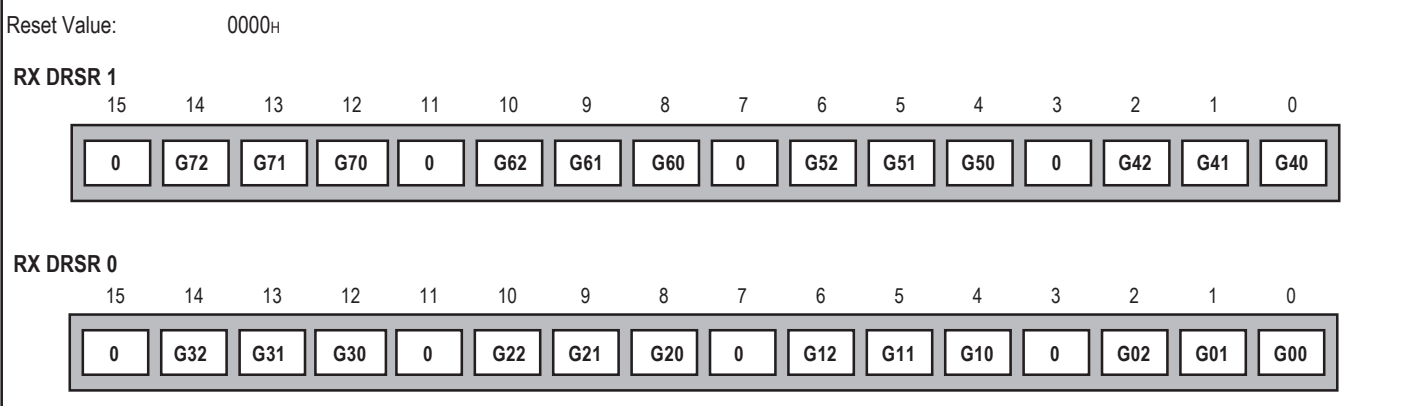 Reset Value: 0000H
RX DRSR 1
15 14 13 12 11 10 9 8 7 6 5 4 3 2 1 0
0 G72 G71 G70 0 G62 G61 G60 0 G52 G51 G50 0 G42 G41 G40
RX DRSR 0
15 14 13 12 11 10 9 8 7 6 5 4 3 2 1 0
0 G32 G31 G30 0 G22 G21 G20 0 G12 G11 G10 0 G02 G01 G00